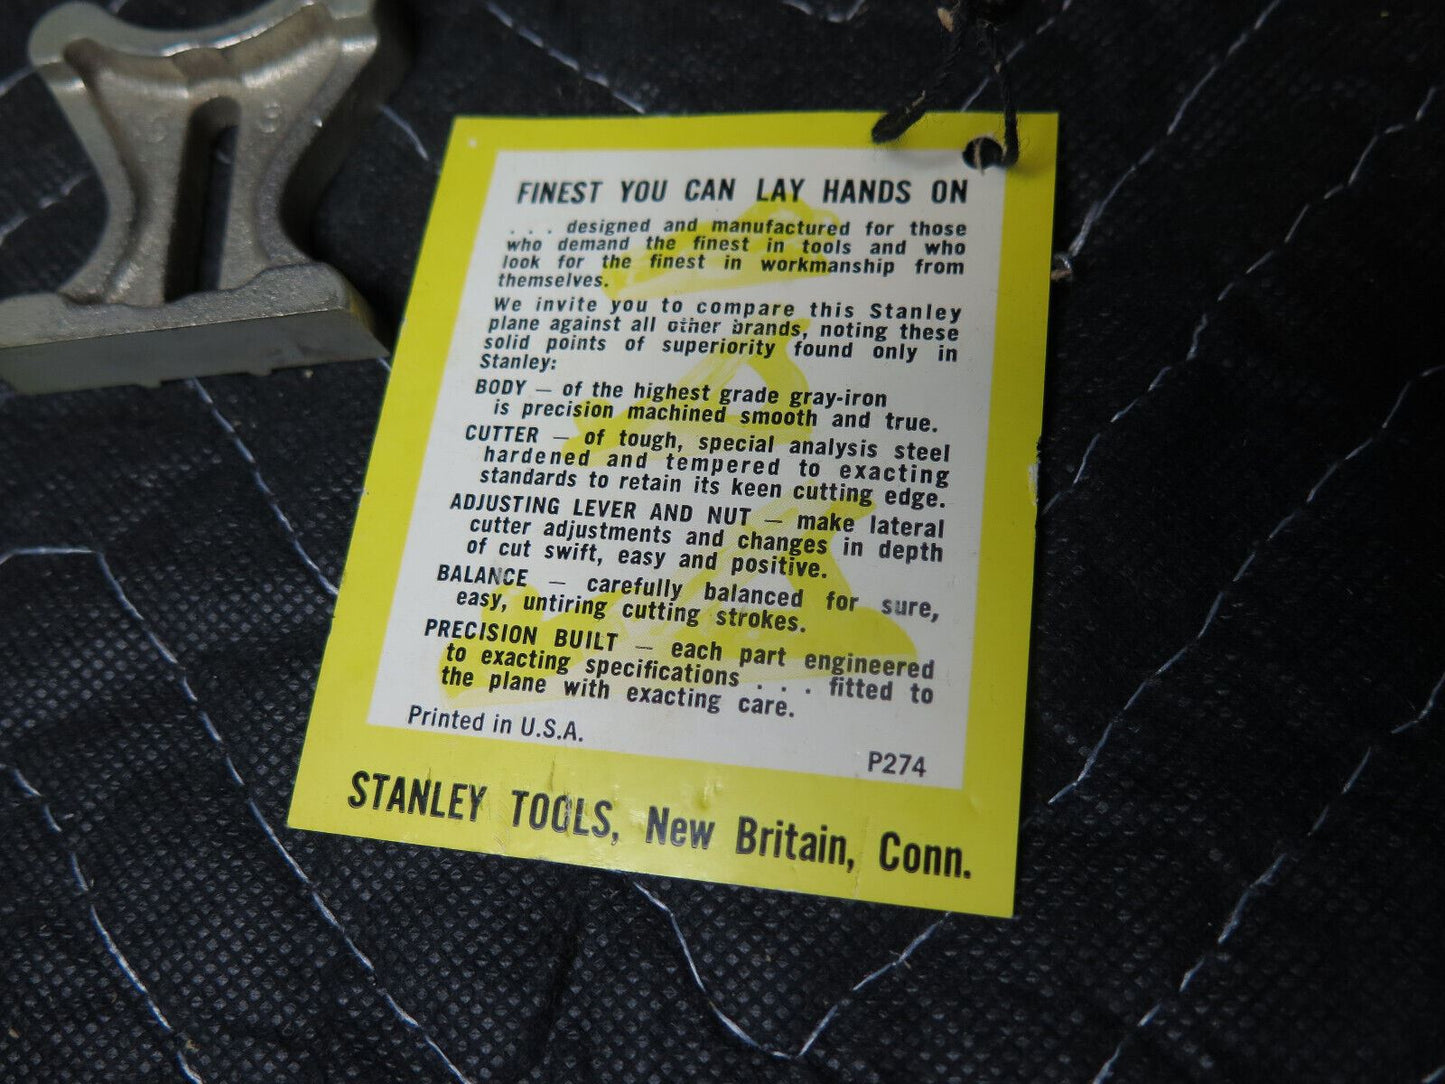 FINEST YOU CAN LAY HANDS ON
. . . designed and manufactured for those
who demand the finest in tools and who
look for the finest in workmanship from
themselves.
We invite you to compare this Stanley
plane against all other brands, noting these
solid points of superiority found only in
Stanley:
BODY — of the highest grade gray-iron
is precision machined smooth and true.
CUTTER — of tough, special analysis steel
hardened and tempered to exacting
standards to retain its keen cutting edge.
ADJUSTING LEVER AND NUT — make lateral
cutter adjustments and changes in depth
of cut swift, easy and positive.
BALANCE — carefully balanced for sure,
easy, untiring cutting strokes.
PRECISION BUILT — each part engineered
to exacting specifications . . . fitted to
the plane with exacting care.
Printed in U.S.A.
P274
STANLEY TOOLS, New Britain, Conn.